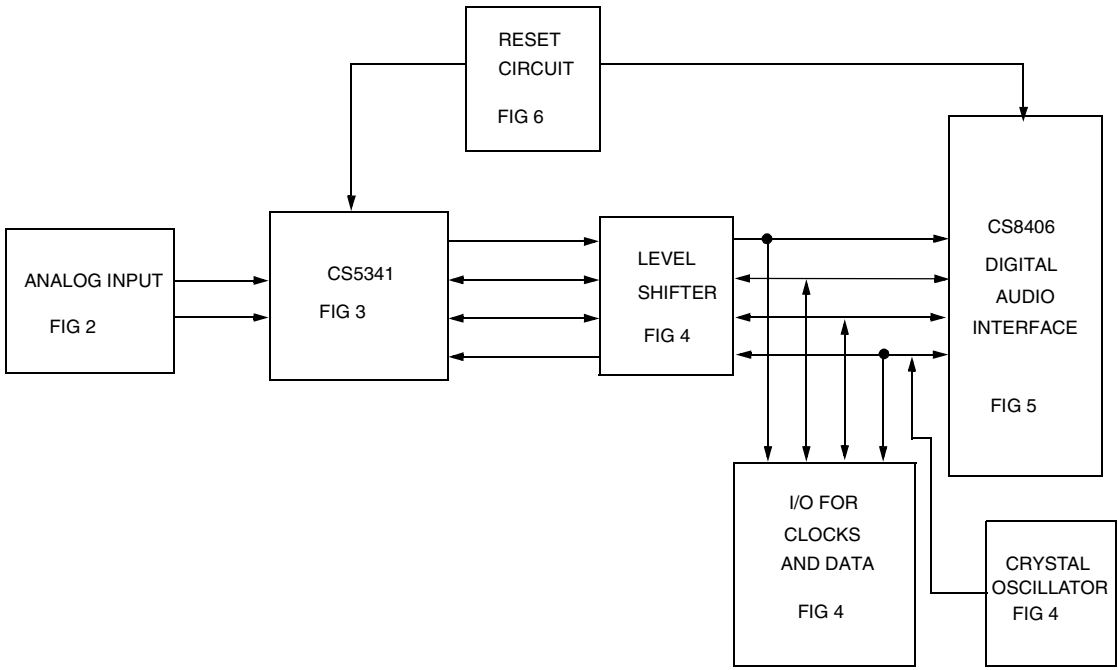 RESET
CIRCUIT
FIG 6
ANALOG INPUT
FIG 2
CS5341
FIG 3
LEVEL
SHIFTER
FIG 4
CS8406
DIGITAL
AUDIO
INTERFACE
FIG 5
I/O FOR
CLOCKS
AND DATA
FIG 4
CRYSTAL
OSCILLATOR
FIG 4